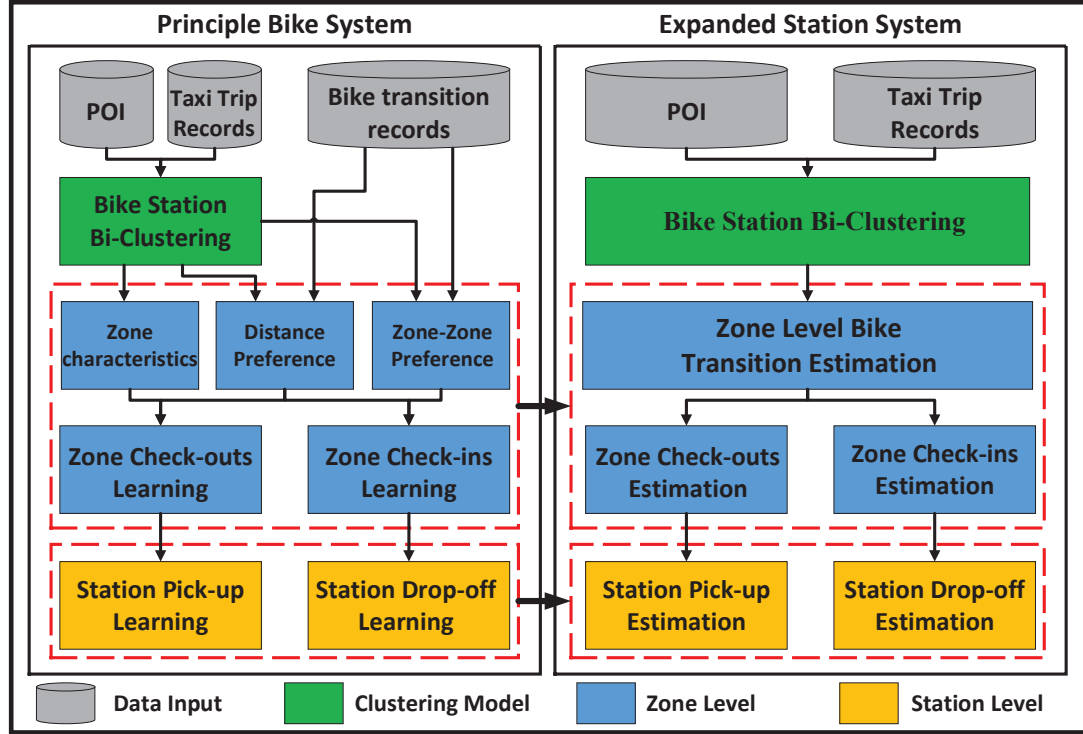 Principle Bike System
Expanded Station System
POI
Taxi Trip
Records
Bike transition
records
POI
Taxi Trip
Records
Bike Station
Bi-Clustering
Bike Station Bi-Clustering
Zone
characteristics
Distance
Preference
Zone-Zone
Preference
Zone Level Bike
Transition Estimation
Zone Check-outs
Learning
Zone Check-ins
Learning
Zone Check-outs
Estimation
Zone Check-ins
Estimation
Station Pick-up
Learning
Station Drop-off
Learning
Station Pick-up
Estimation
Station Drop-off
Estimation
Data Input
Clustering Model
Zone Level
Station Level